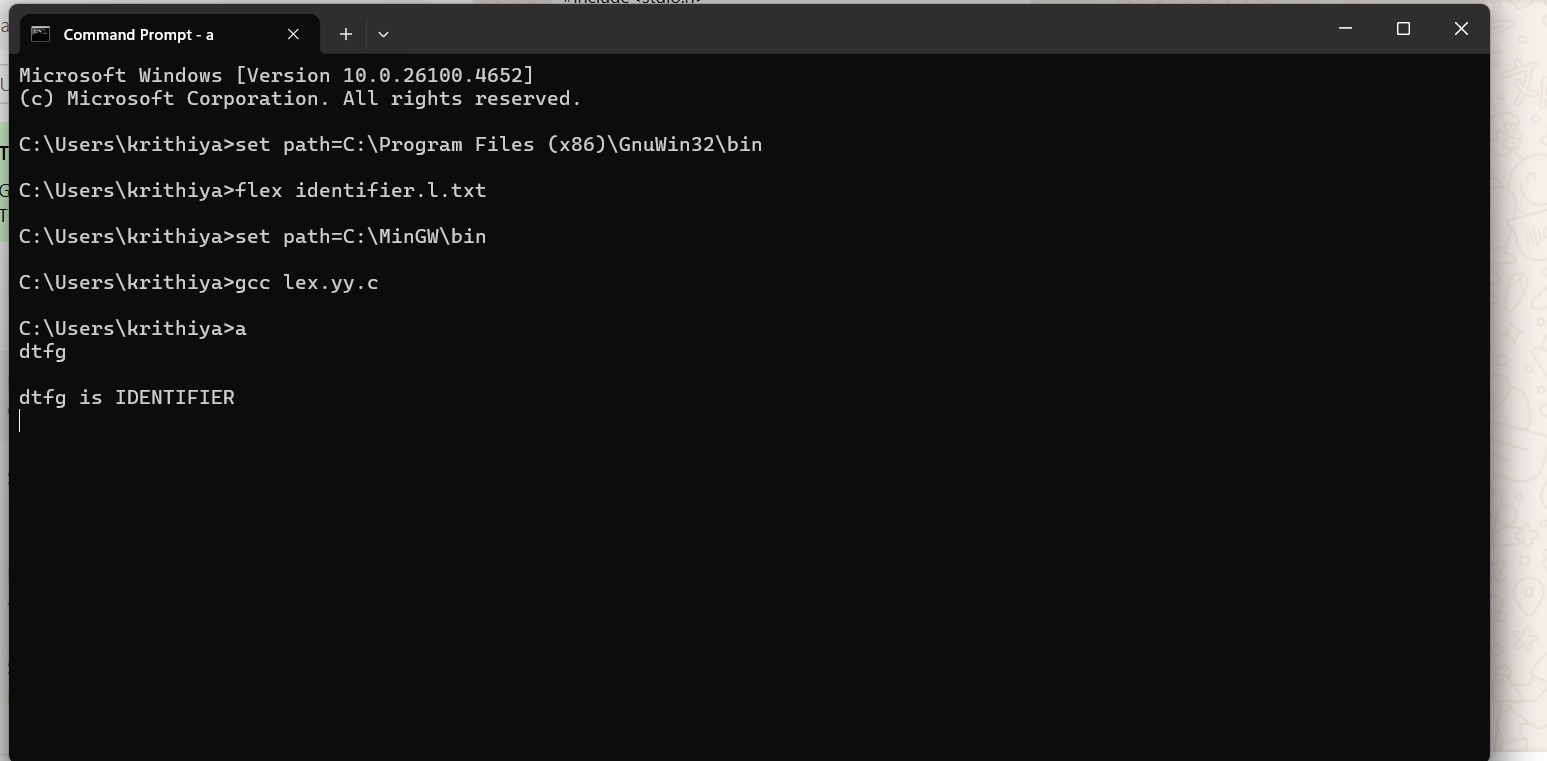 Command Prompt - a
Microsoft Windows [Version 10.0.26100.4652]
(c) Microsoft Corporation. All rights reserved.
C:\Users\krithiya>set path=C:\Program Files (x86)\GnuWin32\bin
C:\Users\krithiya>flex identifier.l.txt
C:\Users\krithiya>set path=C:\MinGW\bin
C:\Users\krithiya>gcc lex.yy.c
C:\Users\krithiya>a
dtfg
dtfg is IDENTIFIER